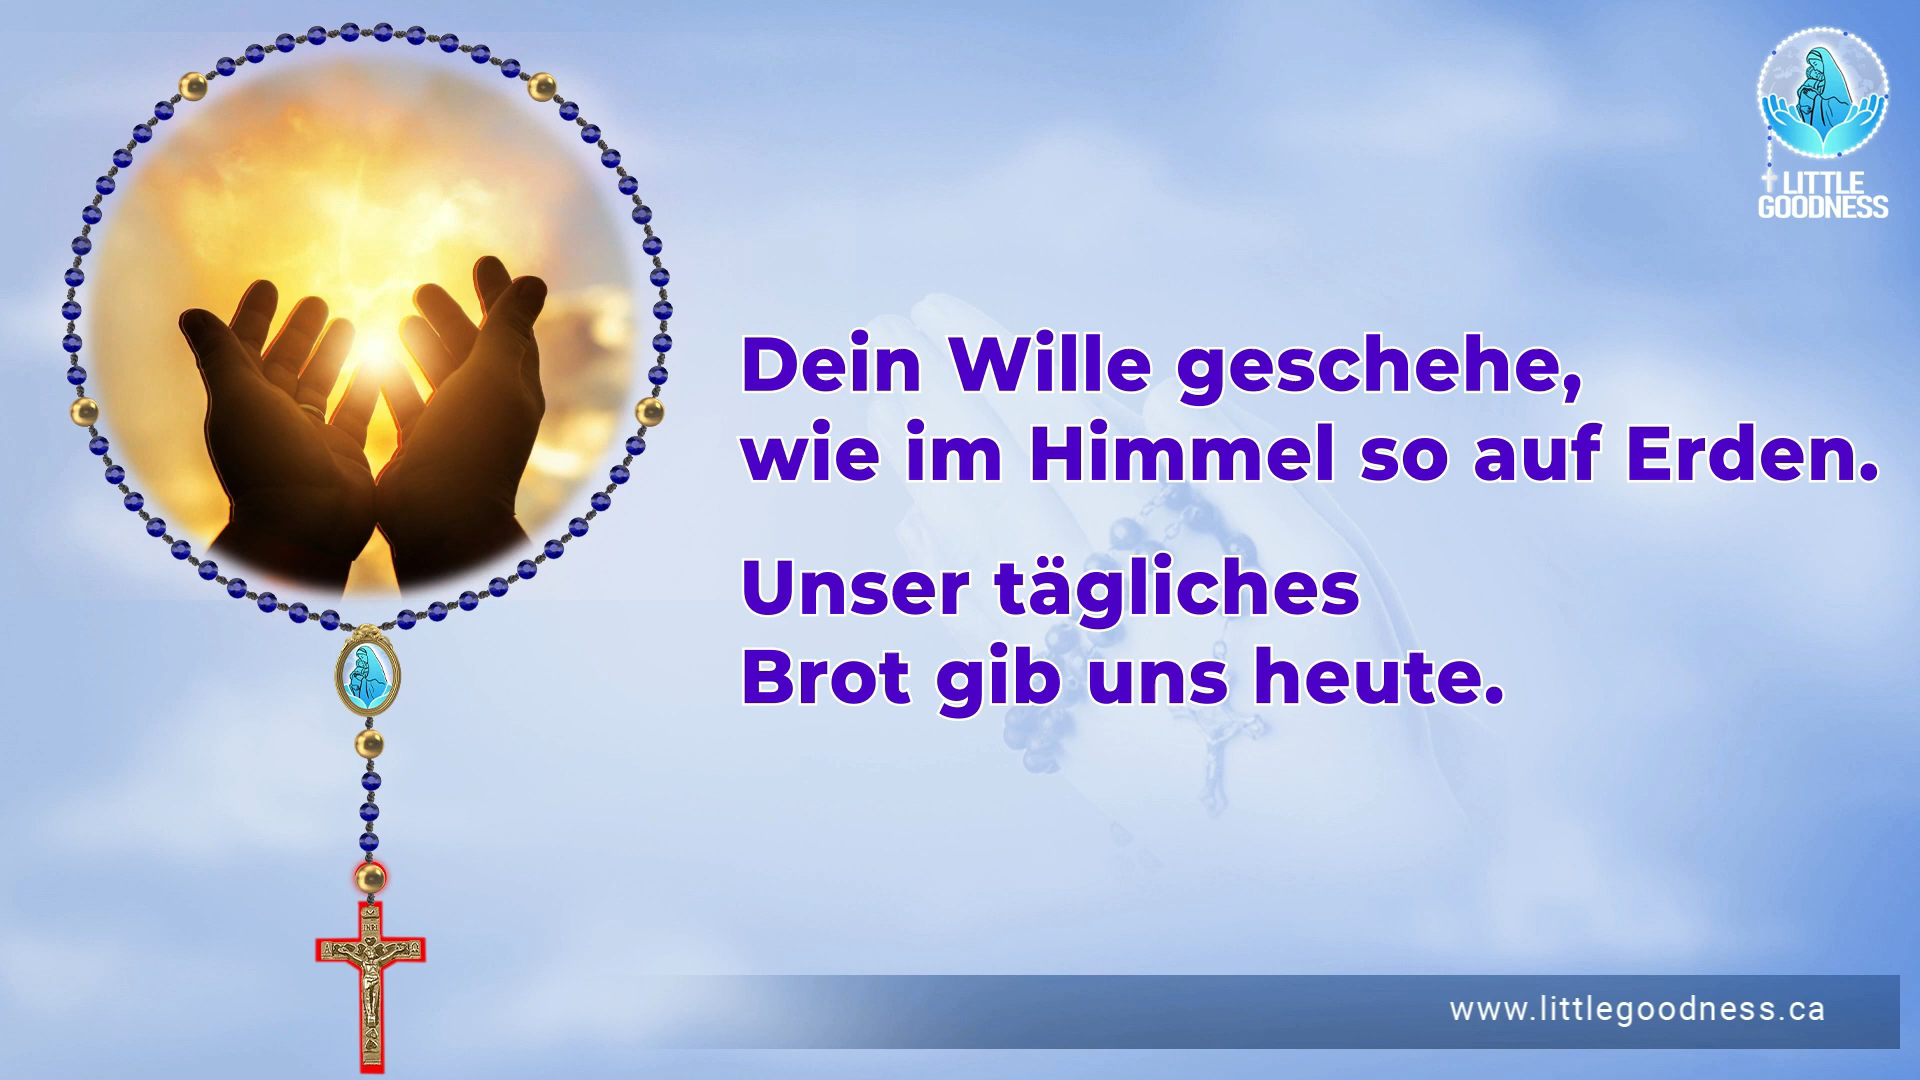 LITTLE
GOODNESS
Dein Wille geschehe,
wie im Himmel so auf Erden.
Unser tägliches
Brot gib uns heute.
INRI
www.littlegoodness.ca